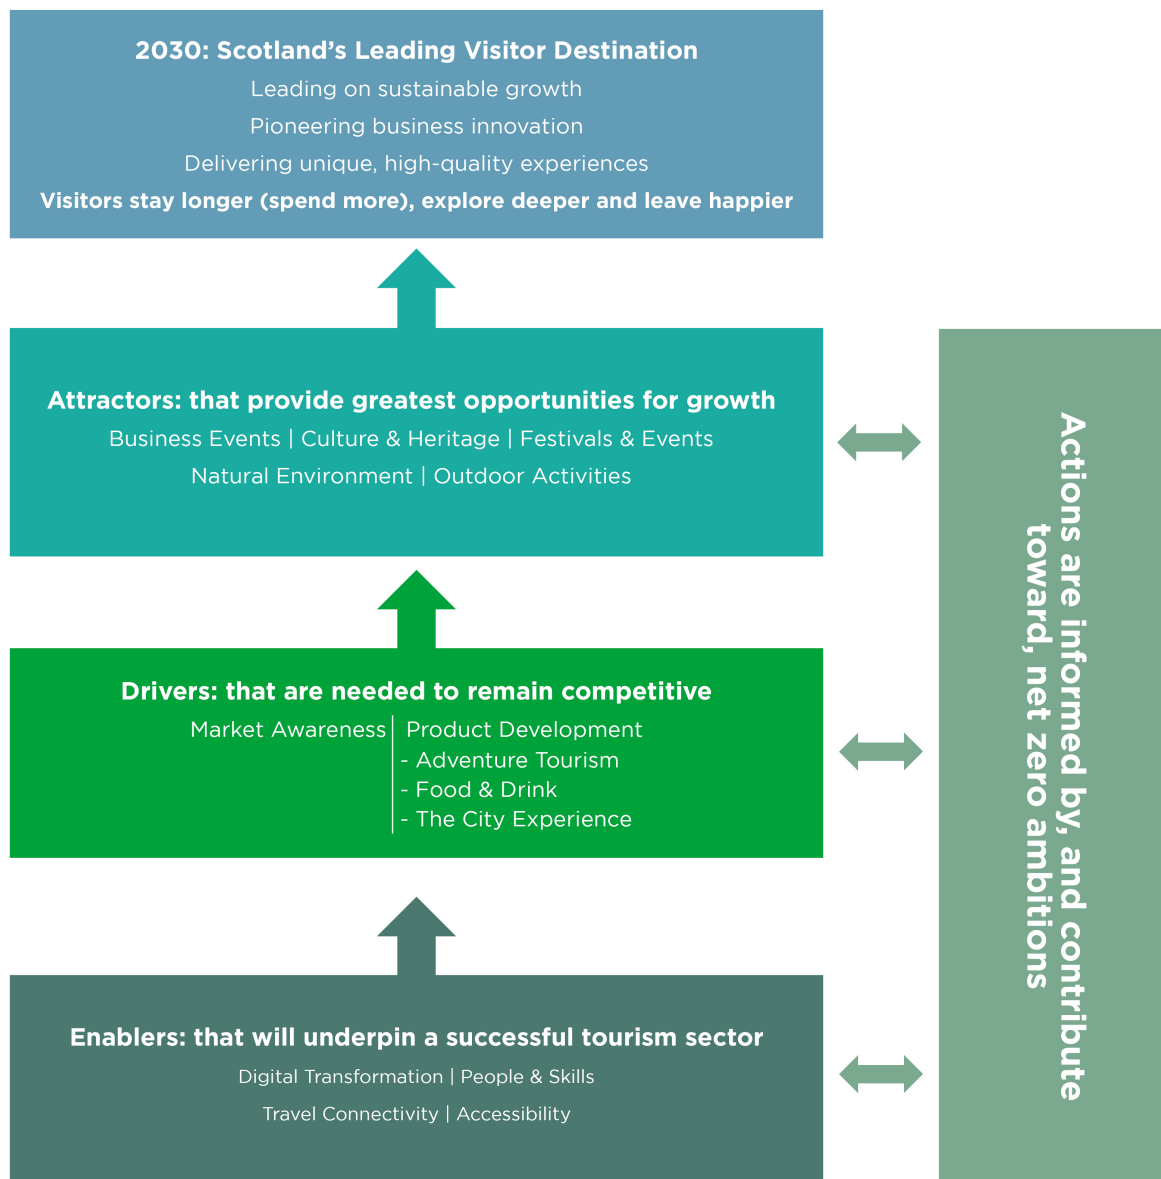 2030: Scotland’s Leading Visitor Destination
Leading on sustainable growth
Pioneering business innovation
Delivering unique, high-quality experiences
Visitors stay longer (spend more), explore deeper and leave happier
Attractors: that provide greatest opportunities for growth
Business Events | Culture & Heritage | Festivals & Events
Natural Environment | Outdoor Activities
Drivers: that are needed to remain competitive
Market Awareness
Product Development
- Adventure Tourism
- Food & Drink
- The City Experience
Enablers: that will underpin a successful tourism sector
Digital Transformation | People & Skills
Travel Connectivity | Accessibility
Actions are informed by, and contribute
toward, net zero ambitions